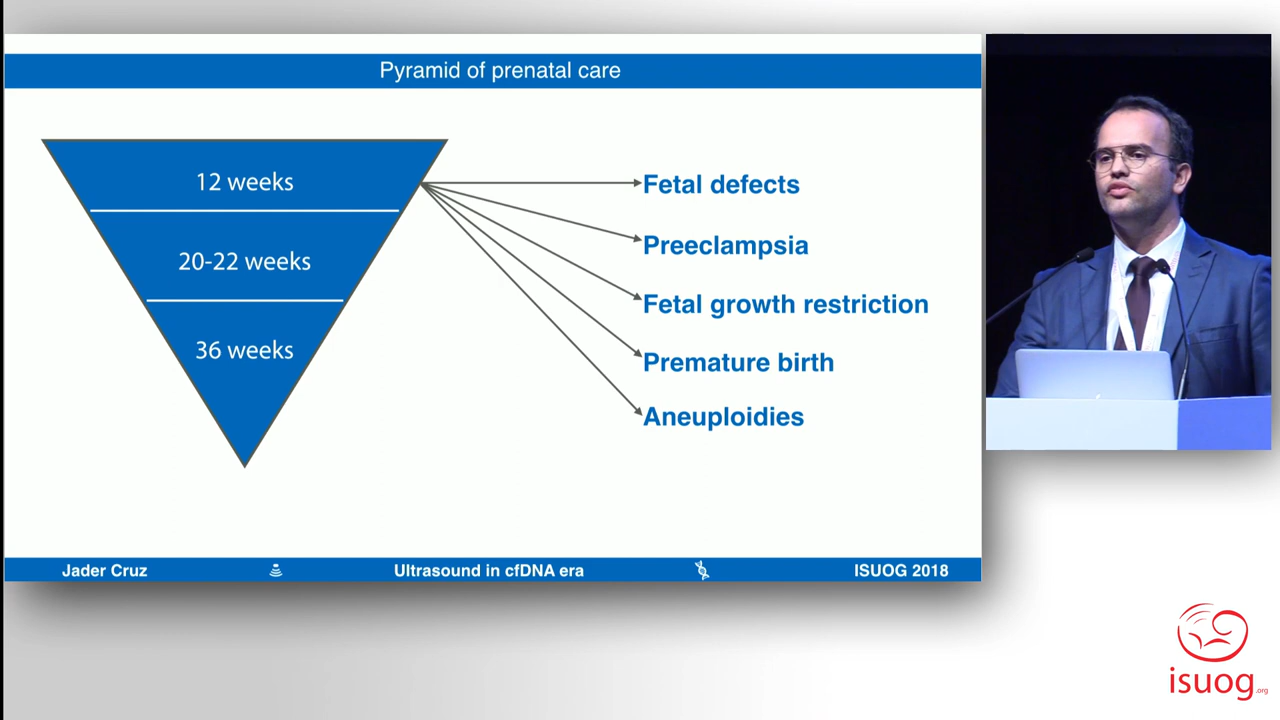 Pyramid of prenatal care
12 weeks
20-22 weeks
36 weeks
Fetal defects
Preeclampsia
Fetal growth restriction
Premature birth
Aneuploidies
Jader Cruz
Ultrasound in cfDNA era
ISUOG 2018
isuog.org